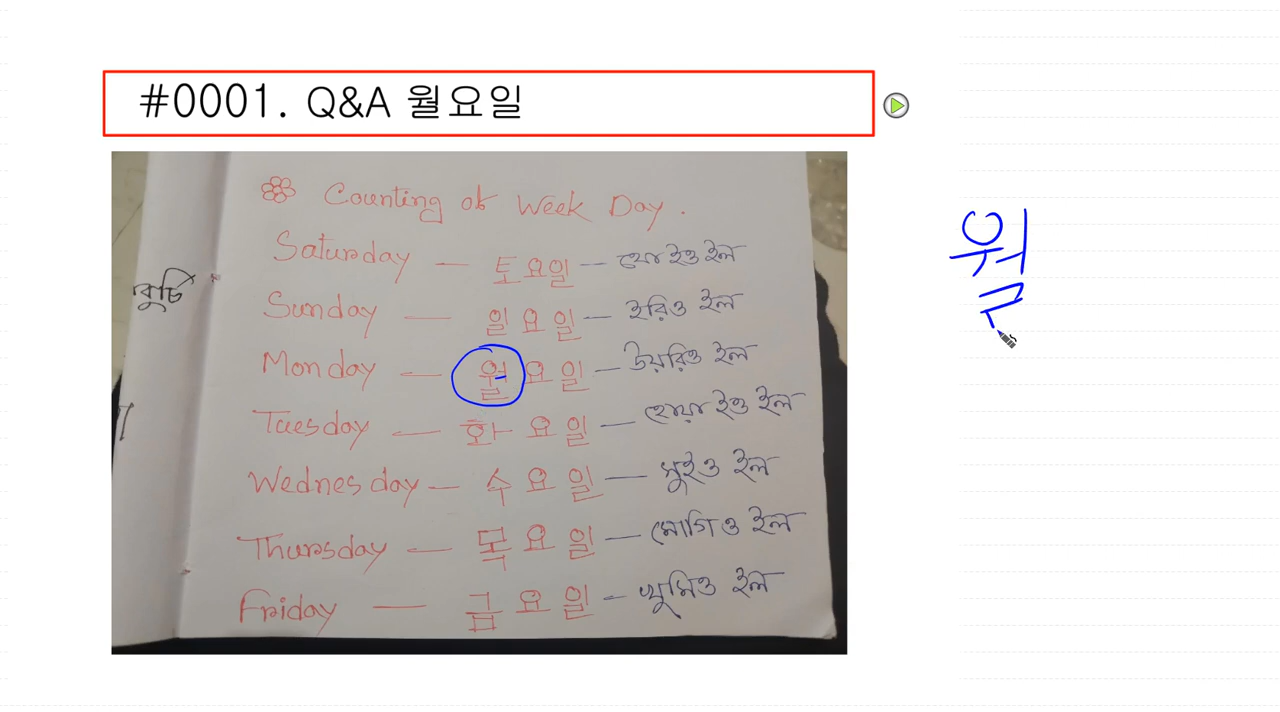 #0001. Q&A 월요일
Counting of Week Day.
Saturday — 토요일 — থোইও ইল
Sunday — 일요일 — ইরিও ইল
Monday — 월요일 — উয়রিও ইল
Tuesday — 화요일 — হোয়াইও ইল
Wednesday — 수요일 — সুইও ইল
Thursday — 목요일 — মোগিও ইল
Friday — 금요일 — খুমিও ইল